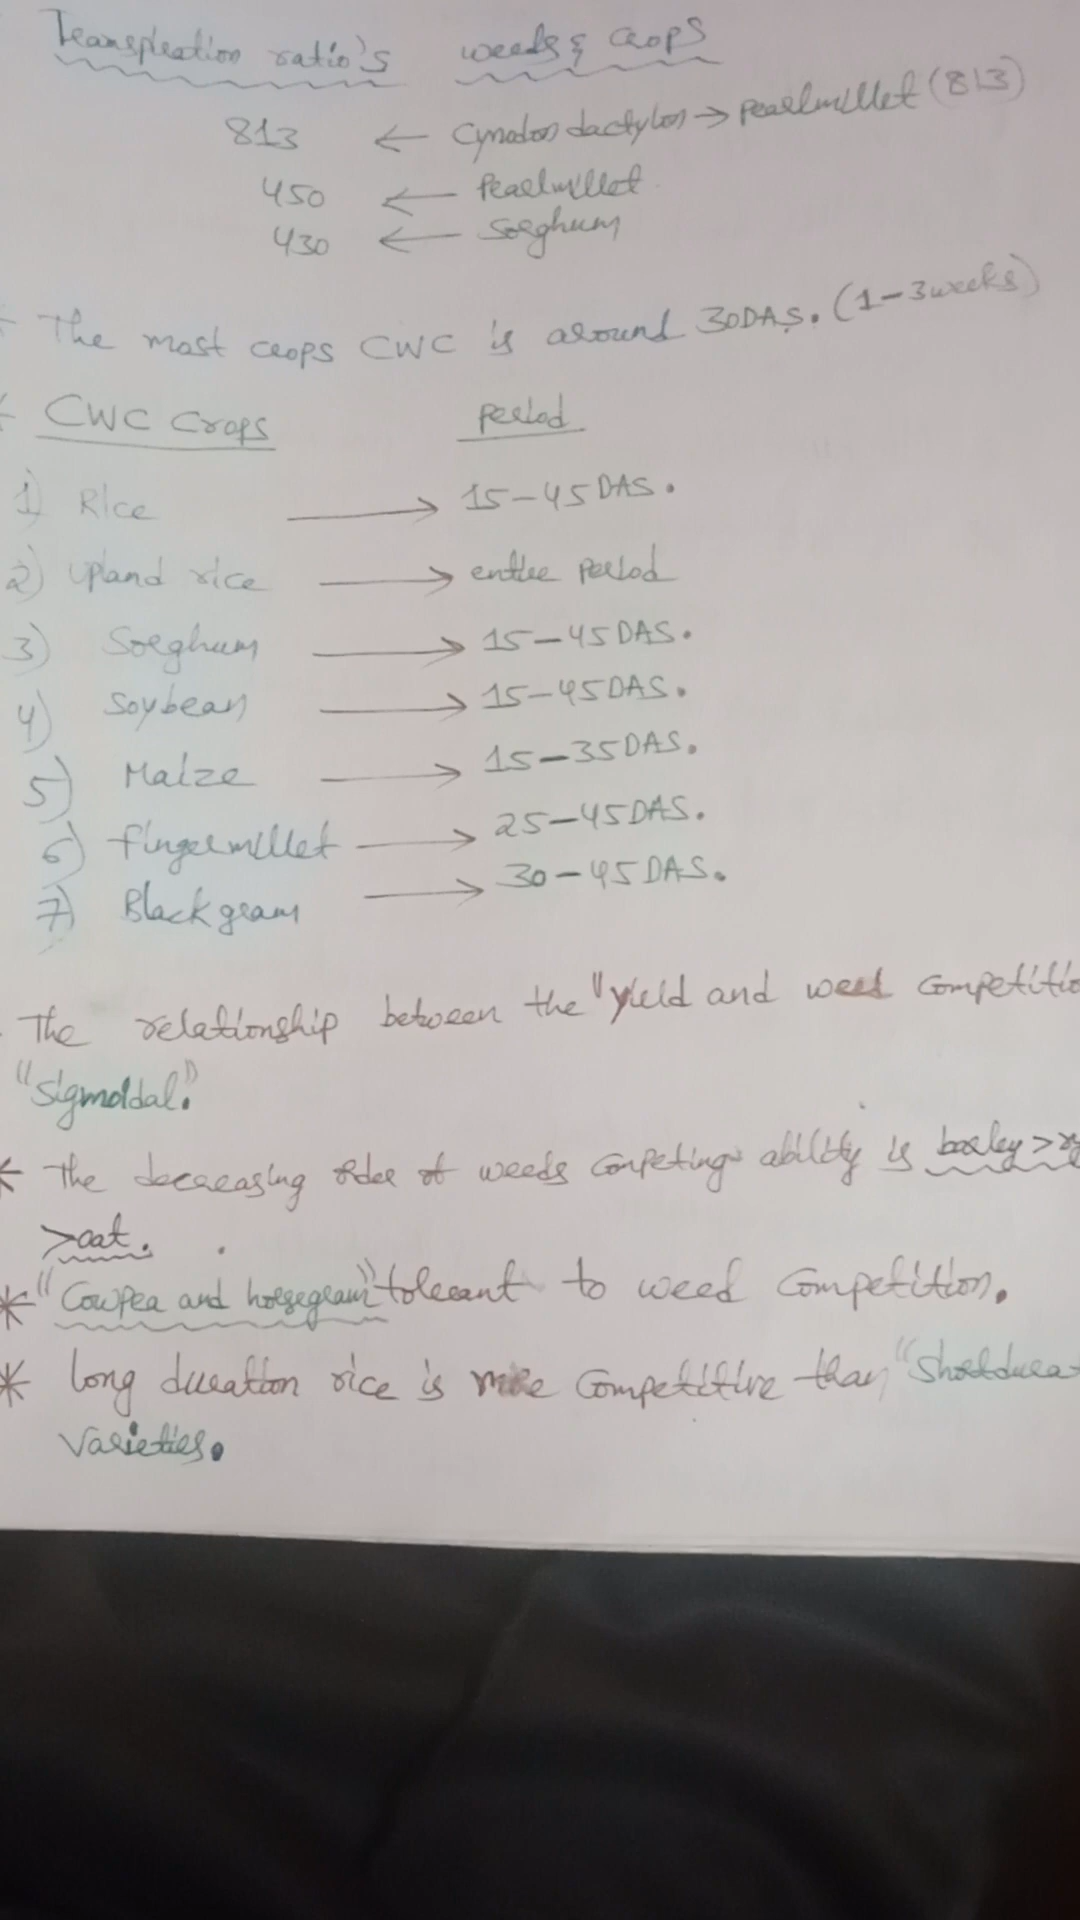 Transpiration ratio's weeds & crops
813 ← Cynodon dactylon → pearlmillet (813)
450 ← Pearlmillet
430 ← Sorghum
The most crops CWC is around 30DAS. (1-3weeks)
* CWC Crops Period
1) Rice → 15-45 DAS.
2) Upland rice → entire period
3) Sorghum → 15-45 DAS.
4) Soybean → 15-45 DAS.
5) Maize → 15-35 DAS.
6) fingermillet → 25-45 DAS.
7) Blackgram → 30-45 DAS.
The relationship between the "yield and weed competitio
"Sigmoidal."
* The decreasing order of weeds competing ability is barley >
>oat.
* "Cowpea and horsegram" tolerant to weed Competition.
* long duration rice is more Competitive than "Shortdurat
Varieties.